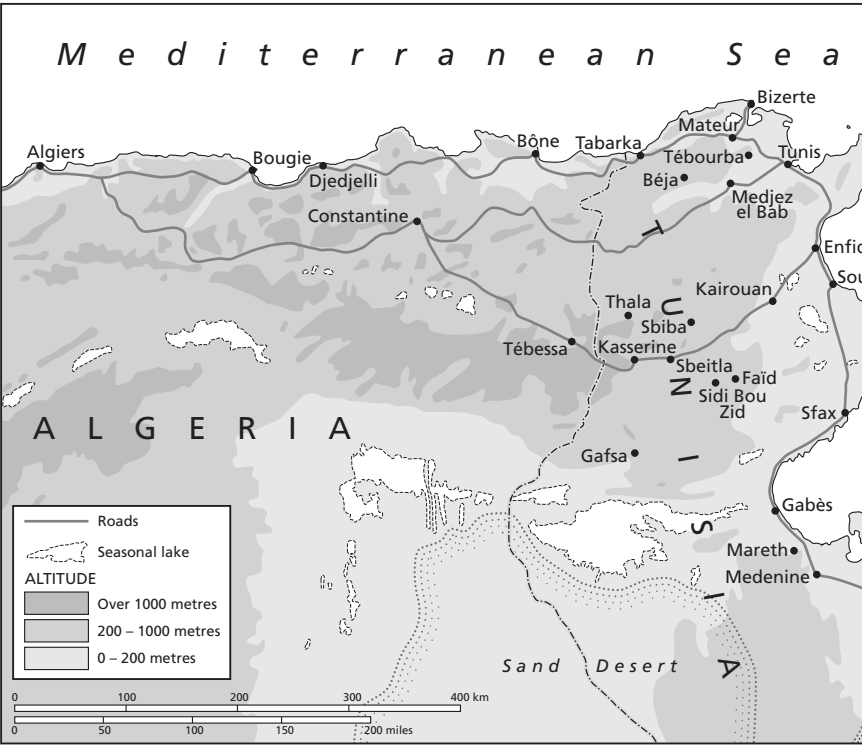 Mediterranean Sea
Bizerte
Mateur
Algiers
Bougie
Djedjelli
Bône
Tabarka
Tébourba
Tunis
Béja
Medjez
el Bab
Constantine
Enfid
Sou
Kairouan
Thala
Sbiba
Tébessa
Kasserine
Sbeitla
Faïd
Sidi Bou
Zid
Sfax
ALGERIA
TUNISIA
Gafsa
Gabès
Mareth
Medenine
Sand Desert
Roads
Seasonal lake
ALTITUDE
Over 1000 metres
200 – 1000 metres
0 – 200 metres
0 100 200 300 400 km
0 50 100 150 200 miles